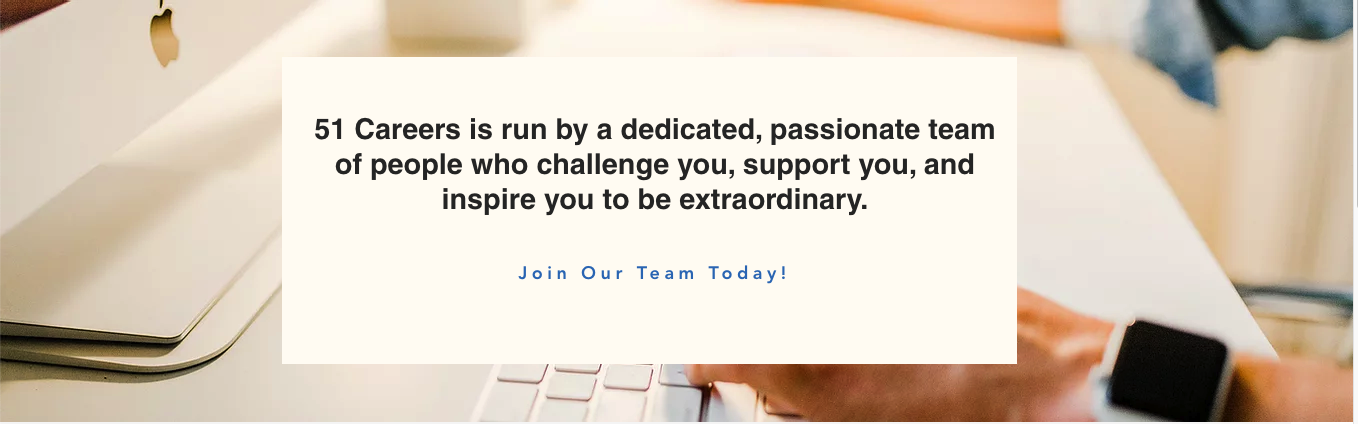 51 Careers is run by a dedicated, passionate team
of people who challenge you, support you, and
inspire you to be extraordinary.
Join Our Team Today!